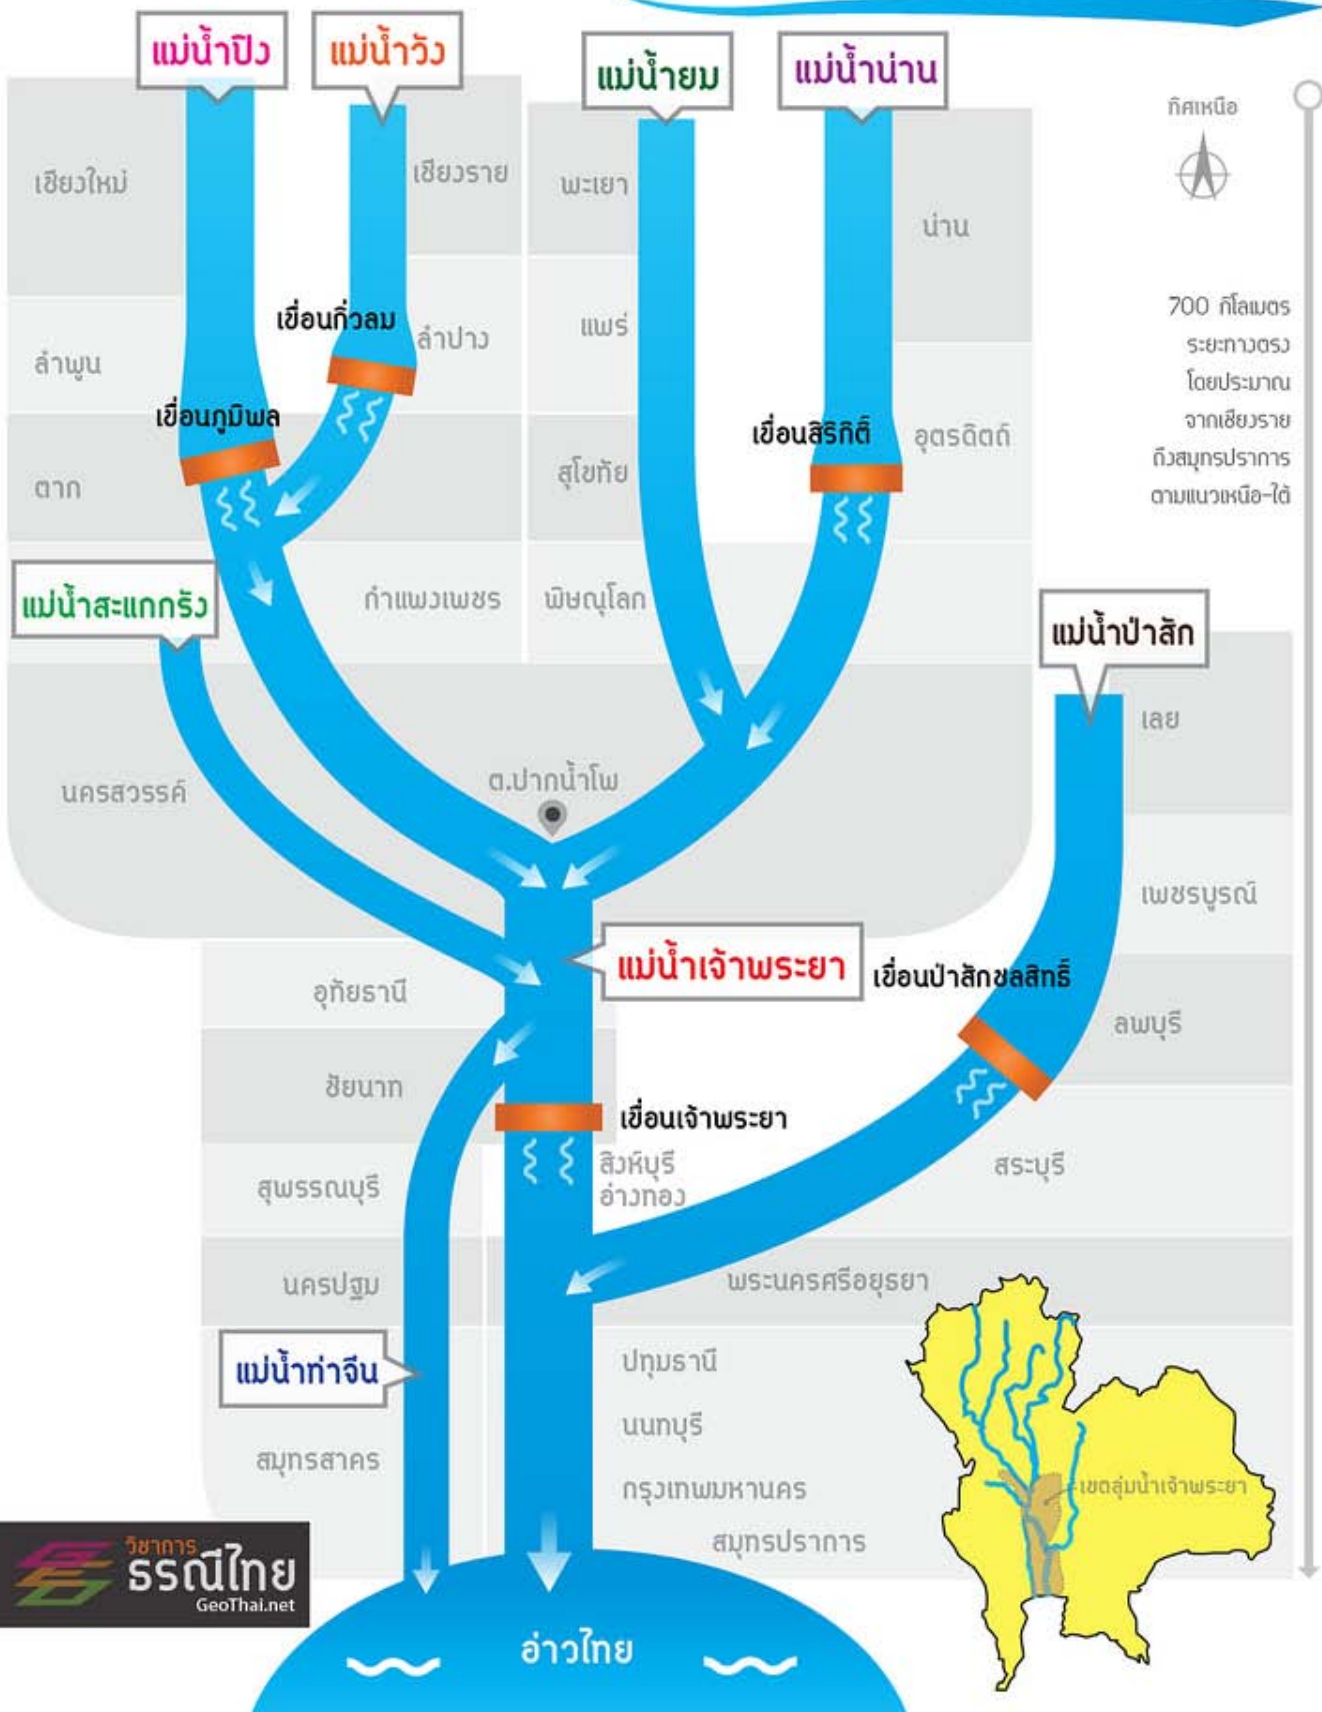 แม่น้ำปิง
แม่น้ำวัง
แม่น้ำยม
แม่น้ำน่าน
ทิศเหนือ
เชียงใหม่
เชียงราย
พะเยา
น่าน
700 กิโลเมตร
ระยะทางตรง
โดยประมาณ
จากเชียงราย
ถึงสมุทรปราการ
ตามแนวเหนือ-ใต้
เขื่อนกิ่วลม
ลำปาง
แพร่
ลำพูน
เขื่อนภูมิพล
เขื่อนสิริกิติ์
อุตรดิตถ์
ตาก
สุโขทัย
แม่น้ำสะแกกรัง
กำแพงเพชร
พิษณุโลก
แม่น้ำป่าสัก
เลย
นครสวรรค์
ต.ปากน้ำโพ
เพชรบูรณ์
แม่น้ำเจ้าพระยา
เขื่อนป่าสักชลสิทธิ์
อุทัยธานี
ลพบุรี
ชัยนาท
เขื่อนเจ้าพระยา
สิงห์บุรี
อ่างทอง
สระบุรี
สุพรรณบุรี
นครปฐม
พระนครศรีอยุธยา
แม่น้ำท่าจีน
ปทุมธานี
นนทบุรี
สมุทรสาคร
กรุงเทพมหานคร
เขตลุ่มน้ำเจ้าพระยา
สมุทรปราการ
วิชาการ
ธรณีไทย
GeoThai.net
อ่าวไทย